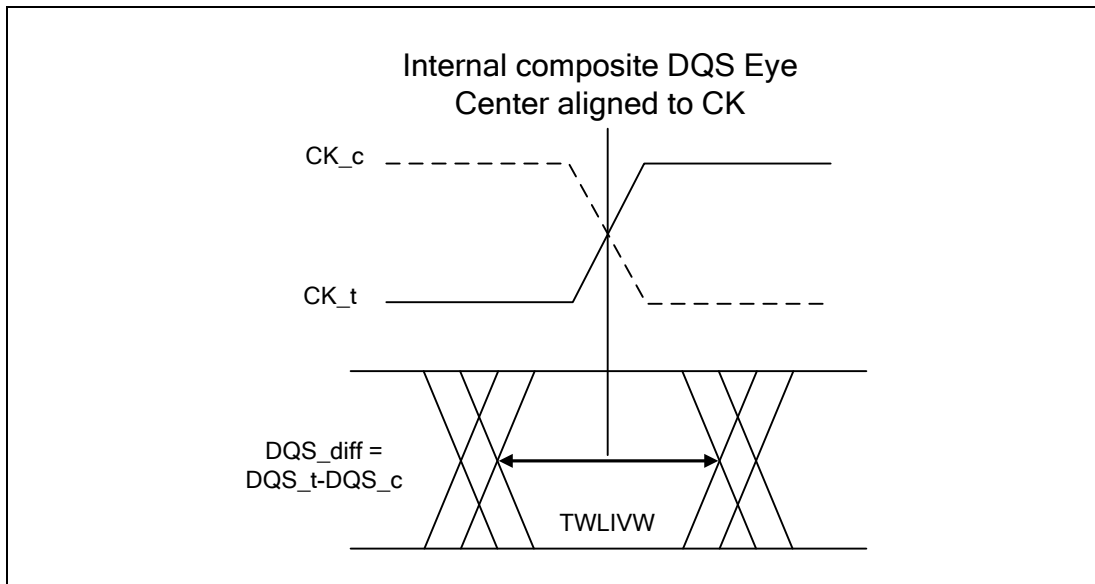 Internal composite DQS Eye
Center aligned to CK
CK_c
CK_t
DQS_diff =
DQS_t-DQS_c
TWLIVW